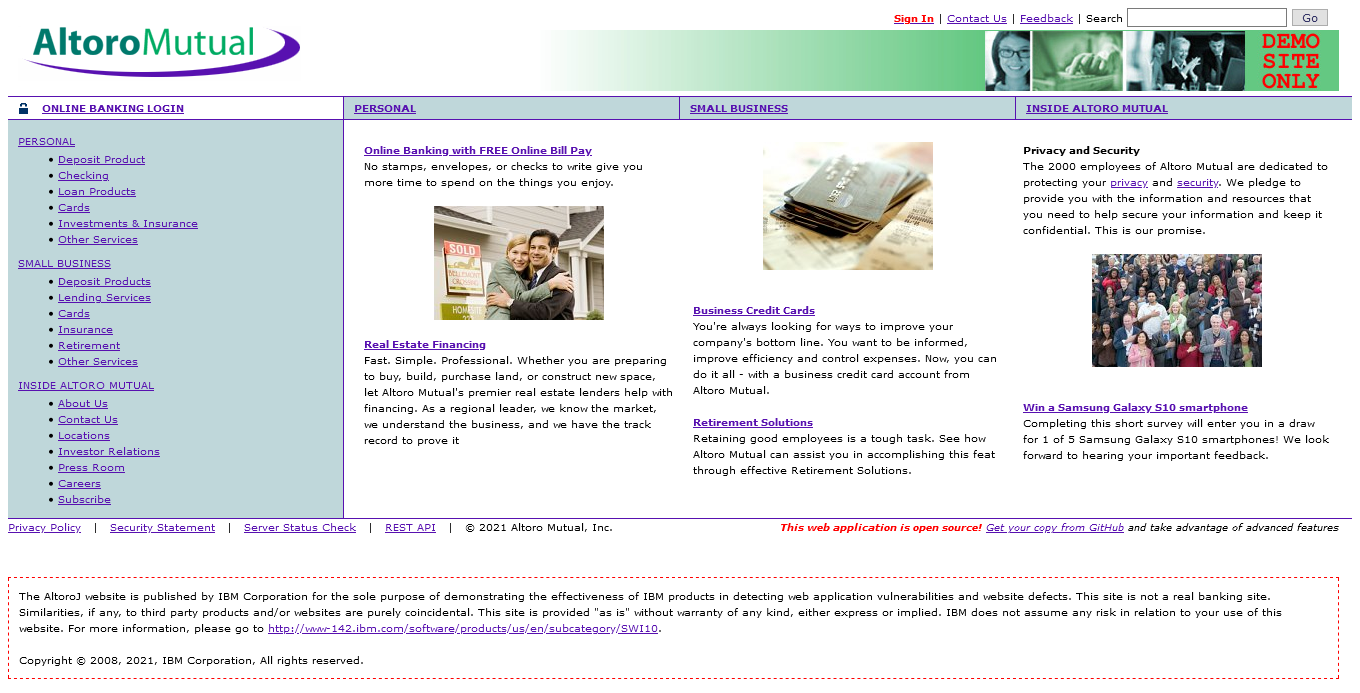 Sign In | Contact Us | Feedback | Search Go
AltoroMutual
DEMO
SITE
ONLY
ONLINE BANKING LOGIN
PERSONAL
SMALL BUSINESS
INSIDE ALTORO MUTUAL
PERSONAL
• Deposit Product
• Checking
• Loan Products
• Cards
• Investments & Insurance
• Other Services
SMALL BUSINESS
• Deposit Products
• Lending Services
• Cards
• Insurance
• Retirement
• Other Services
INSIDE ALTORO MUTUAL
• About Us
• Contact Us
• Locations
• Investor Relations
• Press Room
• Careers
• Subscribe
Online Banking with FREE Online Bill Pay
No stamps, envelopes, or checks to write give you
more time to spend on the things you enjoy.
SOLD
HOMESITE
Real Estate Financing
Fast. Simple. Professional. Whether you are preparing
to buy, build, purchase land, or construct new space,
let Altoro Mutual's premier real estate lenders help with
financing. As a regional leader, we know the market,
we understand the business, and we have the track
record to prove it
Business Credit Cards
You're always looking for ways to improve your
company's bottom line. You want to be informed,
improve efficiency and control expenses. Now, you can
do it all - with a business credit card account from
Altoro Mutual.
Retirement Solutions
Retaining good employees is a tough task. See how
Altoro Mutual can assist you in accomplishing this feat
through effective Retirement Solutions.
Privacy and Security
The 2000 employees of Altoro Mutual are dedicated to
protecting your privacy and security. We pledge to
provide you with the information and resources that
you need to help secure your information and keep it
confidential. This is our promise.
Win a Samsung Galaxy S10 smartphone
Completing this short survey will enter you in a draw
for 1 of 5 Samsung Galaxy S10 smartphones! We look
forward to hearing your important feedback.
Privacy Policy | Security Statement | Server Status Check | REST API | © 2021 Altoro Mutual, Inc.
This web application is open source! Get your copy from GitHub and take advantage of advanced features
The AltoroJ website is published by IBM Corporation for the sole purpose of demonstrating the effectiveness of IBM products in detecting web application vulnerabilities and website defects. This site is not a real banking site.
Similarities, if any, to third party products and/or websites are purely coincidental. This site is provided "as is" without warranty of any kind, either express or implied. IBM does not assume any risk in relation to your use of this
website. For more information, please go to http://www-142.ibm.com/software/products/us/en/subcategory/SWI10.
Copyright © 2008, 2021, IBM Corporation, All rights reserved.